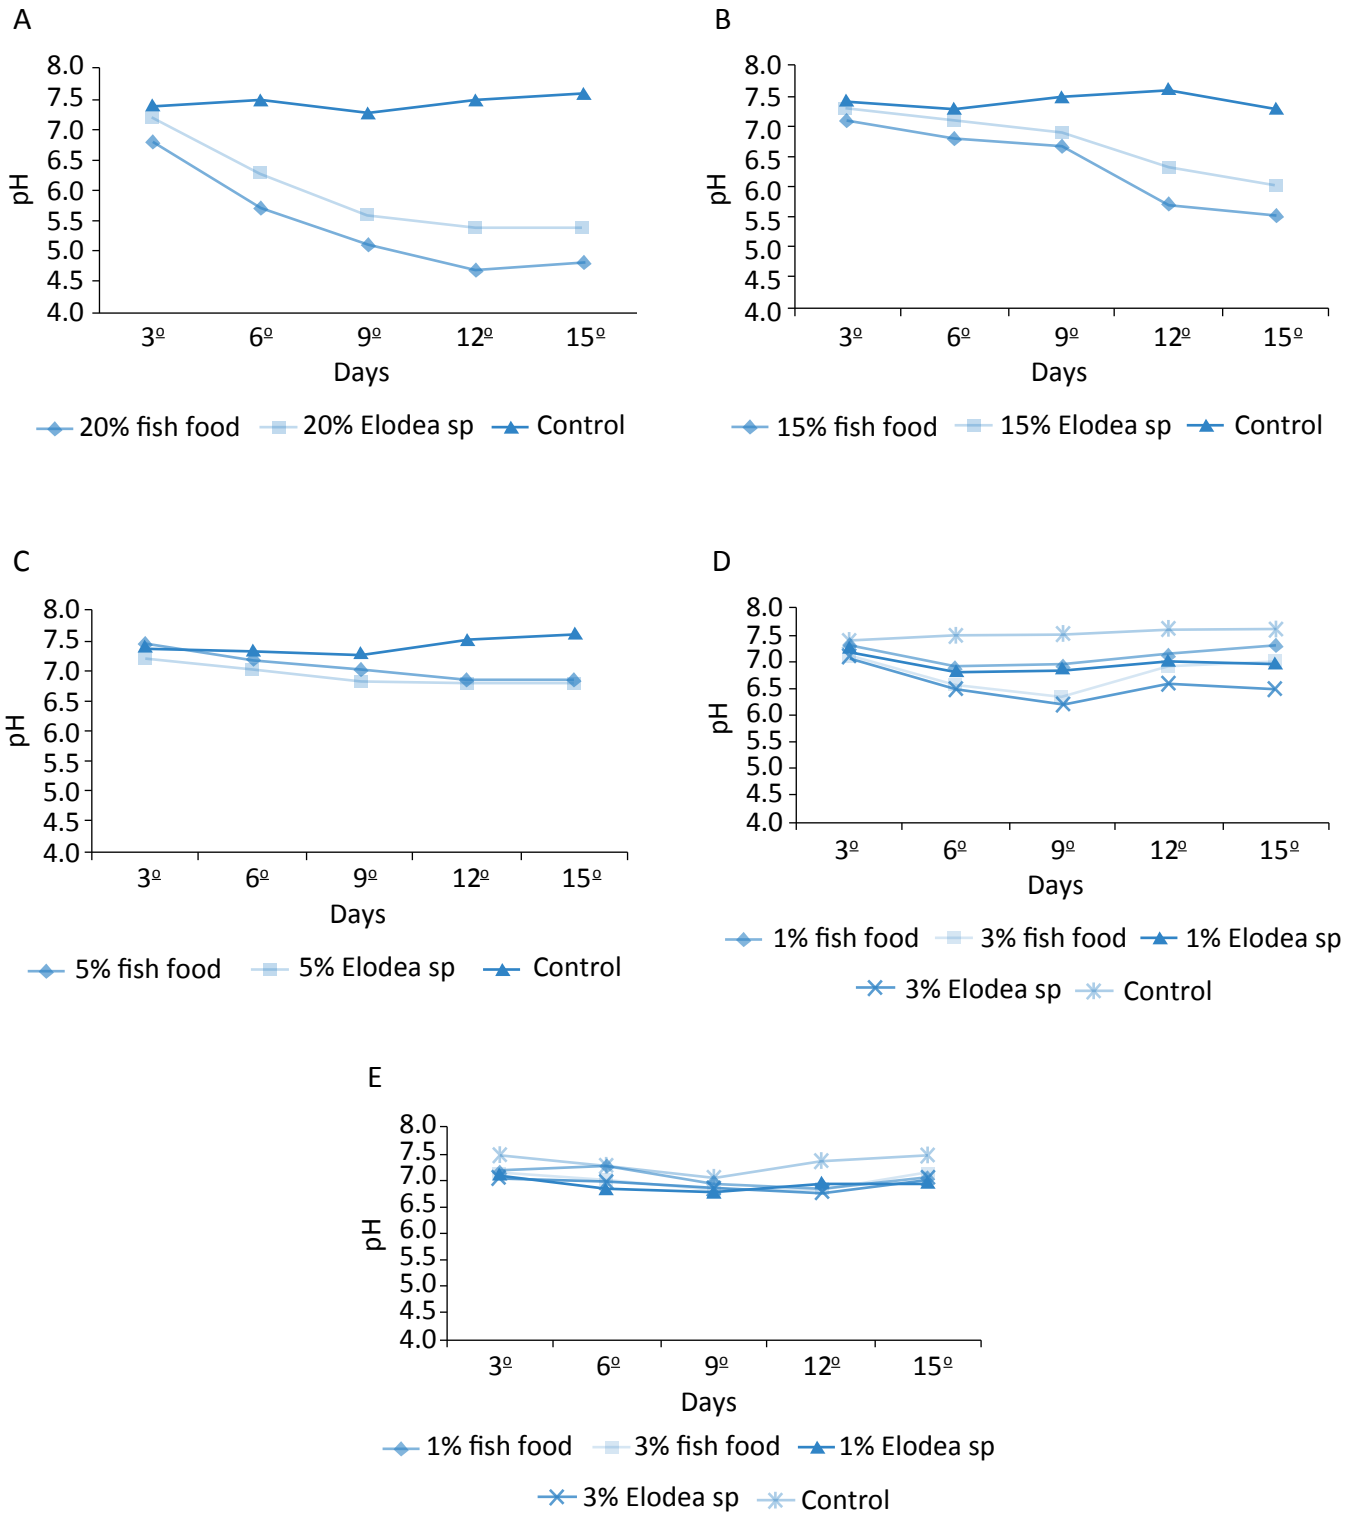 A
8.0
7.5
7.0
6.5
6.0
5.5
5.0
4.5
4.0
pH
3º 6º 9º 12º 15º
Days
20% fish food 20% Elodea sp Control
B
8.0
7.5
7.0
6.5
6.0
5.5
5.0
4.5
4.0
pH
3º 6º 9º 12º 15º
Days
15% fish food 15% Elodea sp Control
C
8.0
7.5
7.0
6.5
6.0
5.5
5.0
4.5
4.0
pH
3º 6º 9º 12º 15º
Days
5% fish food 5% Elodea sp Control
D
8.0
7.5
7.0
6.5
6.0
5.5
5.0
4.5
4.0
pH
3º 6º 9º 12º 15º
Days
1% fish food 3% fish food 1% Elodea sp
3% Elodea sp Control
E
8.0
7.5
7.0
6.5
6.0
5.5
5.0
4.5
4.0
pH
3º 6º 9º 12º 15º
Days
1% fish food 3% fish food 1% Elodea sp
3% Elodea sp Control